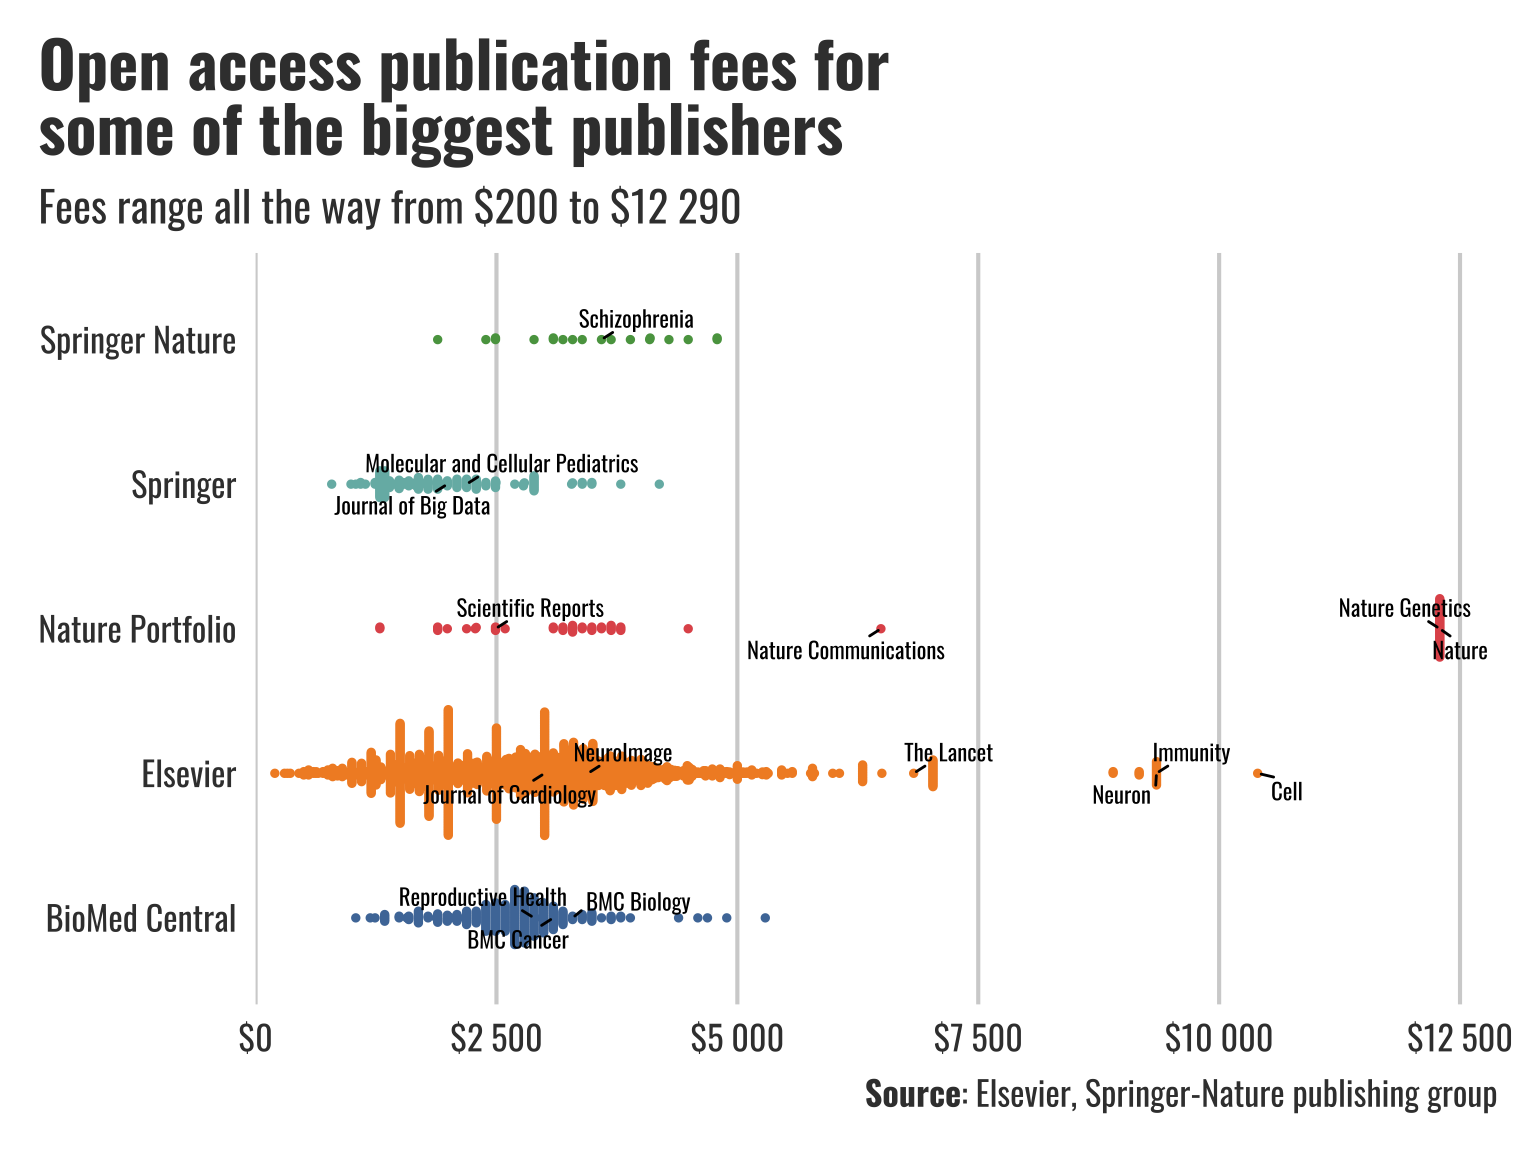 Open access publication fees for
some of the biggest publishers
Fees range all the way from $200 to $12 290
Springer Nature
Schizophrenia
Springer
Molecular and Cellular Pediatrics
Journal of Big Data
Nature Portfolio
Scientific Reports
Nature Communications
Nature Genetics
Nature
Elsevier
NeuroImage
Journal of Cardiology
The Lancet
Immunity
Neuron
Cell
BioMed Central
Reproductive Health
BMC Biology
BMC Cancer
$0 $2 500 $5 000 $7 500 $10 000 $12 500
Source: Elsevier, Springer-Nature publishing group